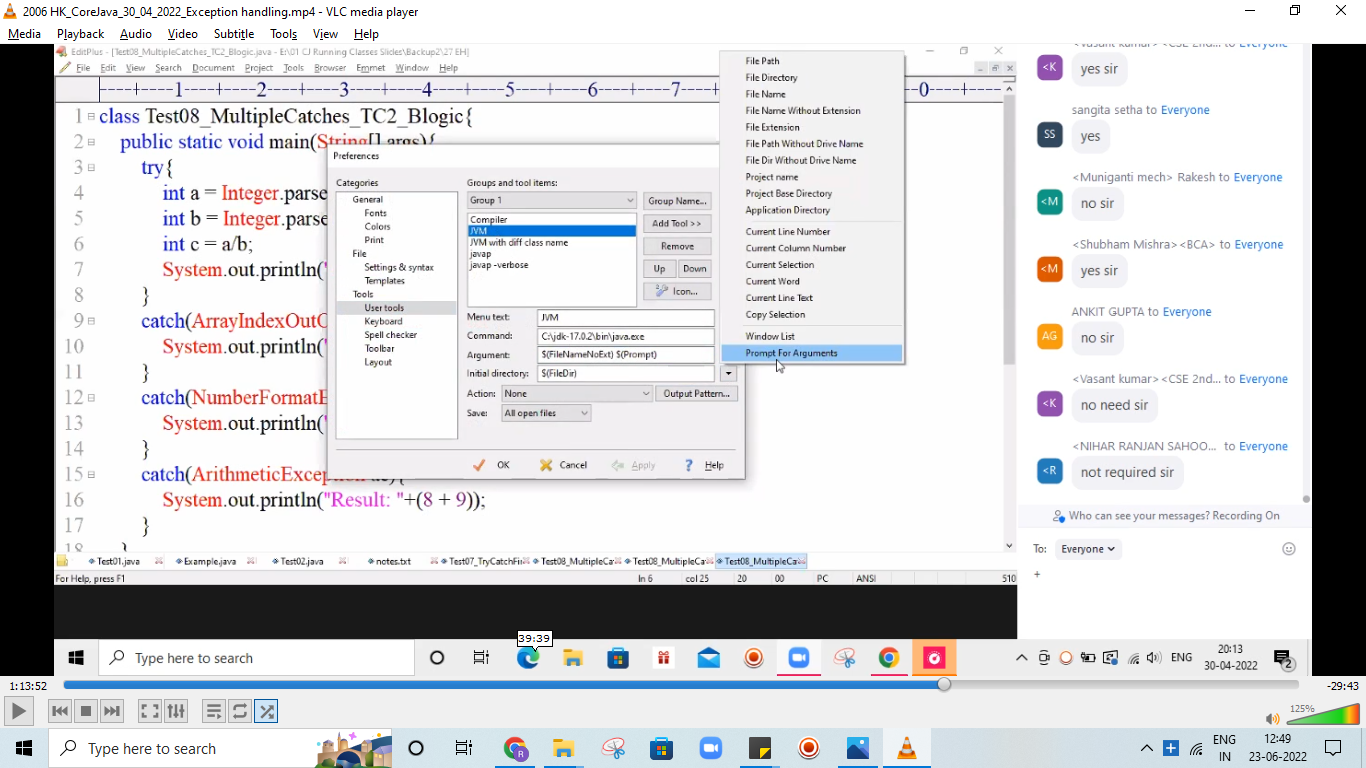 2006 HK_CoreJava_30_04_2022_Exception handling.mp4 - VLC media player
Media Playback Audio Video Subtitle Tools View Help
EditPlus - [Test08_MultipleCatches_TC2_Blogic.java - E:\01 CJ Running Classes Slides\Backup2\27 EH]
File Edit View Search Document Project Tools Browser Emmet Window Help
----+----1----+----2----+----3----+----4----+----5----+----6----+----7----+- --0----+---
1 class Test08_MultipleCatches_TC2_Blogic{
2 public static void main(String[] args){
3 try{
4 int a = Integer.parse
5 int b = Integer.parse
6 int c = a/b;
7 System.out.println("
8 }
9 catch(ArrayIndexOutO
10 System.out.println("
11 }
12 catch(NumberFormatE
13 System.out.println("
14 }
15 catch(ArithmeticException ae){
16 System.out.println("Result: "+(8 + 9));
17 }
18 }
Preferences
Categories
General
Fonts
Colors
Print
File
Settings & syntax
Templates
Tools
User tools
Keyboard
Spell checker
Toolbar
Layout
Groups and tool items:
Group 1
Group Name...
Compiler
JVM
JVM with diff class name
javap
javap -verbose
Add Tool >>
Remove
Up Down
Icon...
Menu text: JVM
Command: C:\jdk-17.0.2\bin\java.exe
Argument: $(FileNameNoExt) $(Prompt)
Initial directory: $(FileDir)
Action: None Output Pattern...
Save: All open files
OK Cancel Apply Help
File Path
File Directory
File Name
File Name Without Extension
File Extension
File Path Without Drive Name
File Dir Without Drive Name
Project name
Project Base Directory
Application Directory
Current Line Number
Current Column Number
Current Selection
Current Word
Current Line Text
Copy Selection
Window List
Prompt For Arguments
Test01.java Example.java Test02.java notes.txt Test07_TryCatchFi Test08_MultipleCa Test08_MultipleCa Test08_MultipleCa
For Help, press F1 ln 6 col 25 20 00 PC ANSI 510
<Vasant kumar> <CSE 2nd... to Everyone
<K
yes sir
sangita setha to Everyone
SS
yes
<Muniganti mech> Rakesh to Everyone
<M
no sir
<Shubham Mishra><BCA> to Everyone
<M
yes sir
ANKIT GUPTA to Everyone
AG
no sir
<Vasant kumar> <CSE 2nd... to Everyone
<K
no need sir
<NIHAR RANJAN SAHOO... to Everyone
<R
not required sir
Who can see your messages? Recording On
To: Everyone
39:39
Type here to search
ENG
20:13
30-04-2022
2
1:13:52 -29:43
125%
Type here to search
R
ENG
IN
12:49
23-06-2022